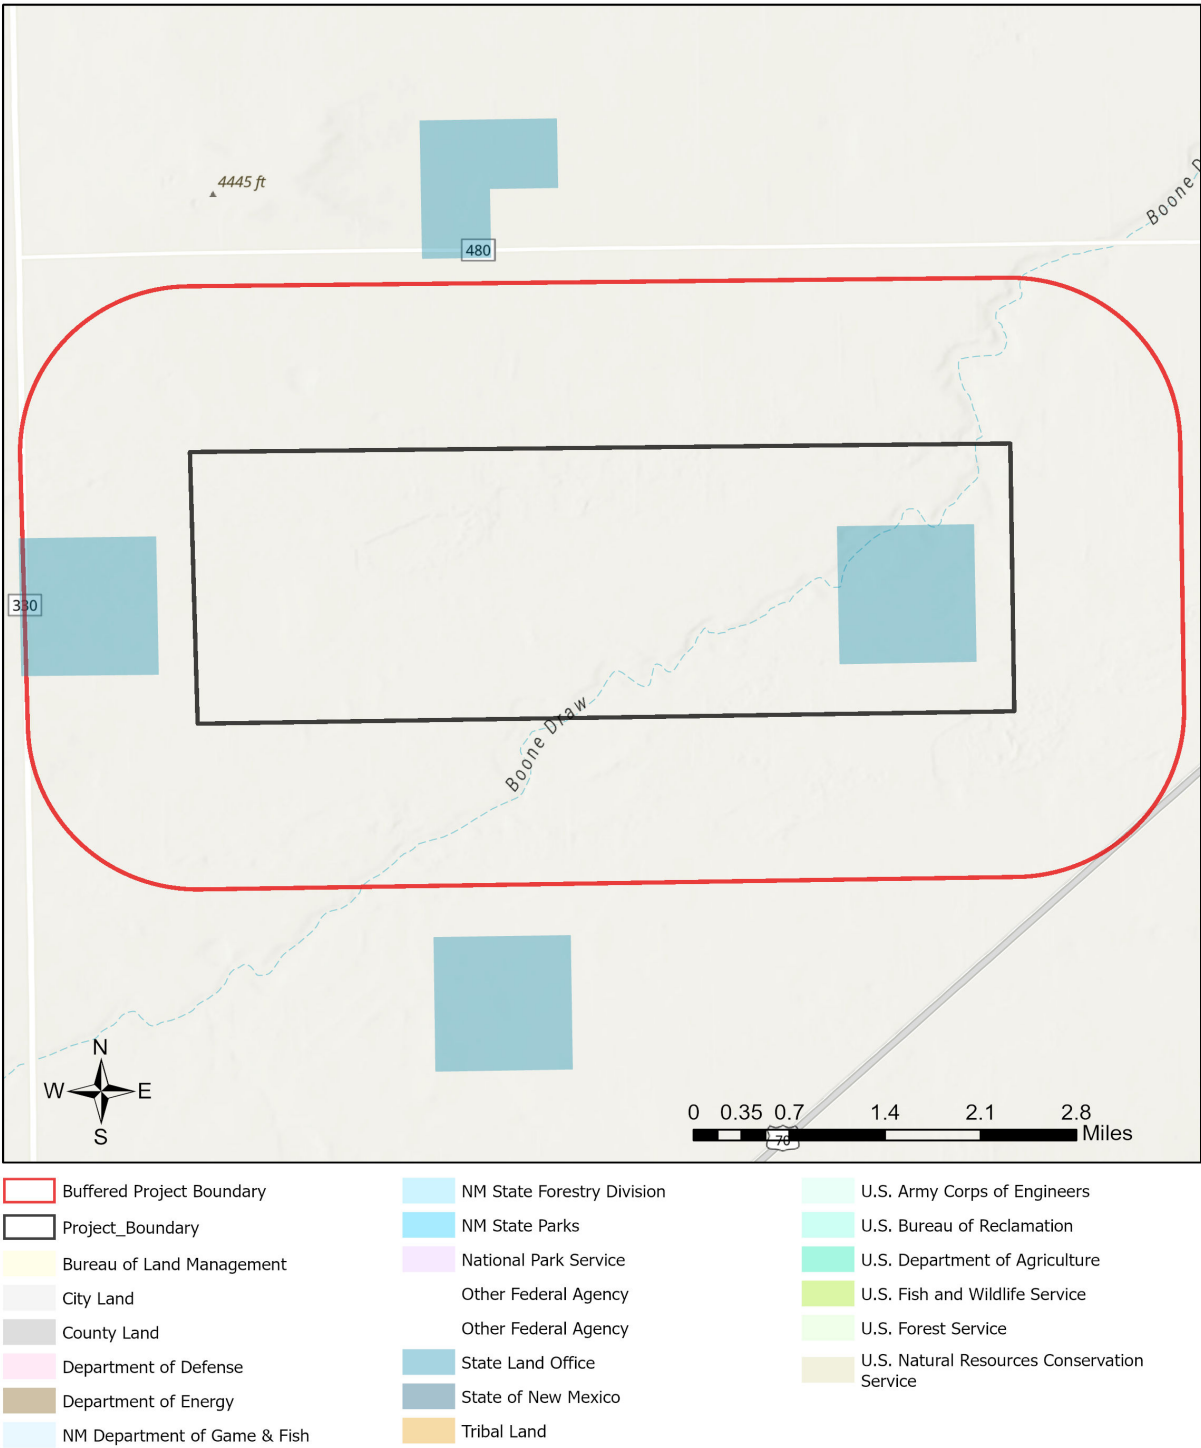 4445 ft
Boone D
480
330
Boone Draw
N
W E
S
0 0.35 0.7 1.4 2.1 2.8
Miles
70
Buffered Project Boundary
Project_Boundary
Bureau of Land Management
City Land
County Land
Department of Defense
Department of Energy
NM Department of Game & Fish
NM State Forestry Division
NM State Parks
National Park Service
Other Federal Agency
Other Federal Agency
State Land Office
State of New Mexico
Tribal Land
U.S. Army Corps of Engineers
U.S. Bureau of Reclamation
U.S. Department of Agriculture
U.S. Fish and Wildlife Service
U.S. Forest Service
U.S. Natural Resources Conservation
Service